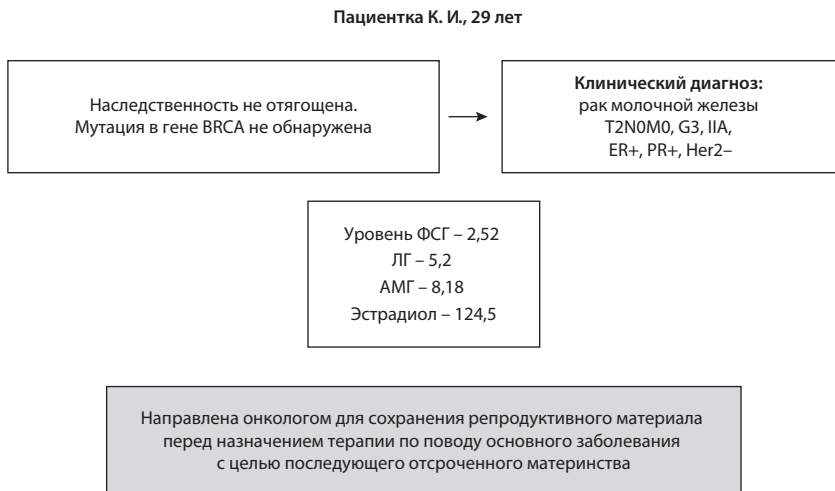 Пациентка К. И., 29 лет
Наследственность не отягощена.
Мутация в гене BRCA не обнаружена
Клинический диагноз:
рак молочной железы
T2N0M0, G3, IIA,
ER+, PR+, Her2–
Уровень ФСГ – 2,52
ЛГ – 5,2
АМГ – 8,18
Эстрадиол – 124,5
Направлена онкологом для сохранения репродуктивного материала
перед назначением терапии по поводу основного заболевания
с целью последующего отсроченного материнства